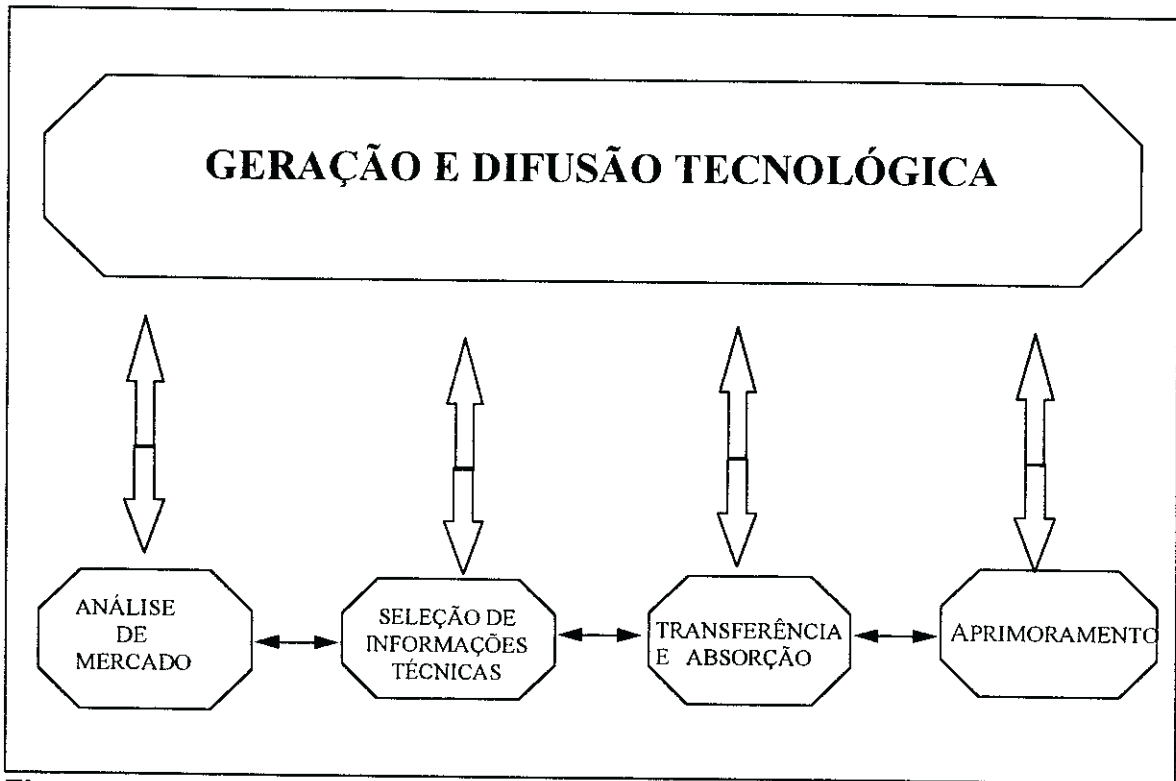 GERAÇÃO E DIFUSÃO TECNOLÓGICA
ANÁLISE
DE
MERCADO
SELEÇÃO DE
INFORMAÇÕES
TÉCNICAS
TRANSFERÊNCIA
E ABSORÇÃO
APRIMORAMENTO